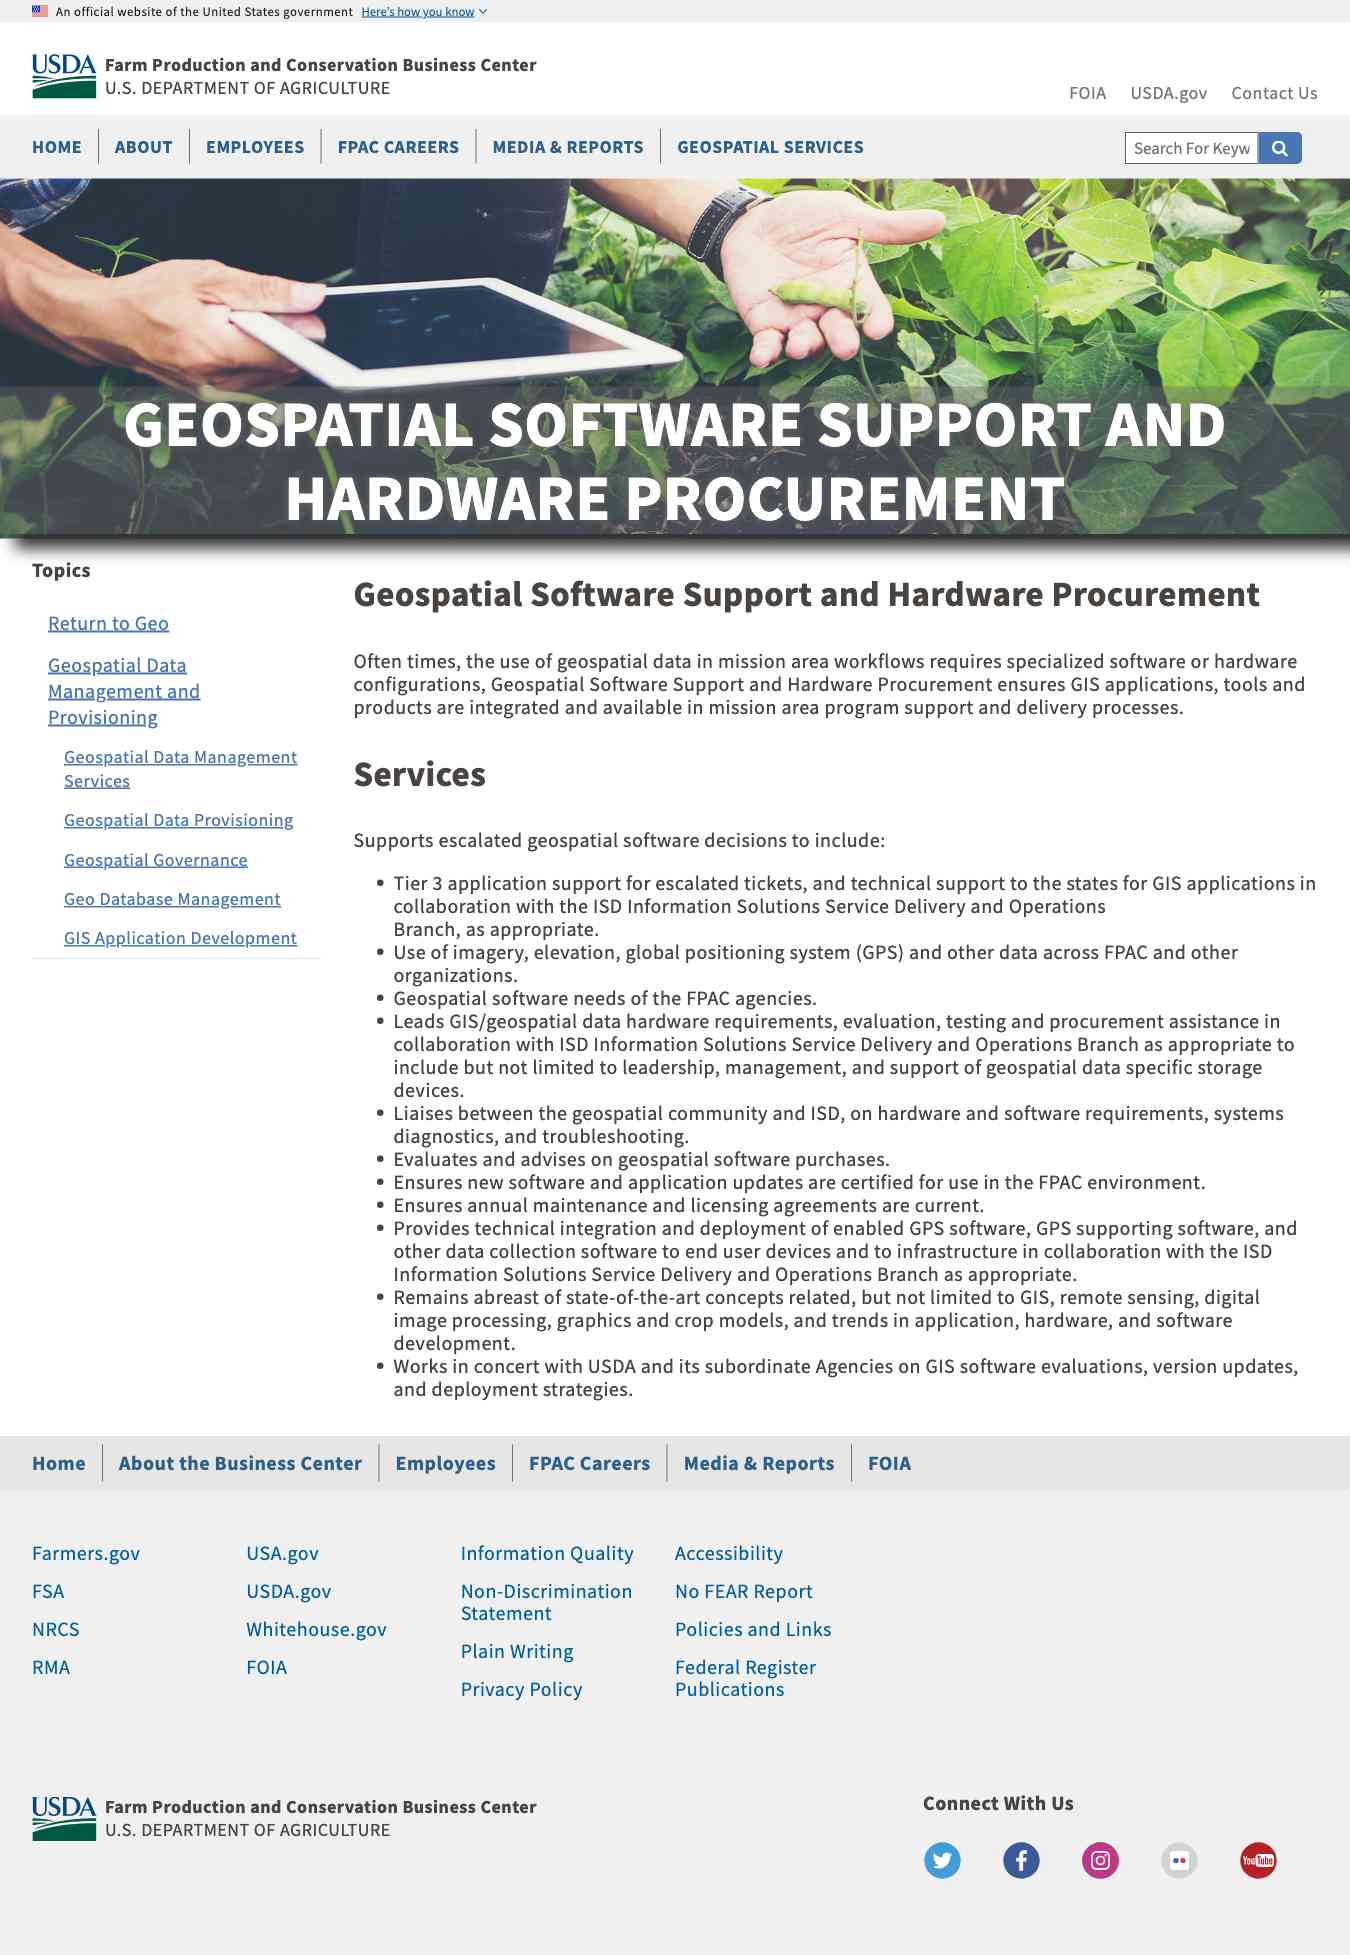 An official website of the United States government Here's how you know
USDA Farm Production and Conservation Business Center
U.S. DEPARTMENT OF AGRICULTURE
FOIA USDA.gov Contact Us
HOME ABOUT EMPLOYEES FPAC CAREERS MEDIA & REPORTS GEOSPATIAL SERVICES Search For Keyw
GEOSPATIAL SOFTWARE SUPPORT AND
HARDWARE PROCUREMENT
Topics
Return to Geo
Geospatial Data
Management and
Provisioning
Geospatial Data Management
Services
Geospatial Data Provisioning
Geospatial Governance
Geo Database Management
GIS Application Development
Geospatial Software Support and Hardware Procurement
Often times, the use of geospatial data in mission area workflows requires specialized software or hardware
configurations, Geospatial Software Support and Hardware Procurement ensures GIS applications, tools and
products are integrated and available in mission area program support and delivery processes.
Services
Supports escalated geospatial software decisions to include:
• Tier 3 application support for escalated tickets, and technical support to the states for GIS applications in
collaboration with the ISD Information Solutions Service Delivery and Operations
Branch, as appropriate.
• Use of imagery, elevation, global positioning system (GPS) and other data across FPAC and other
organizations.
• Geospatial software needs of the FPAC agencies.
• Leads GIS/geospatial data hardware requirements, evaluation, testing and procurement assistance in
collaboration with ISD Information Solutions Service Delivery and Operations Branch as appropriate to
include but not limited to leadership, management, and support of geospatial data specific storage
devices.
• Liaises between the geospatial community and ISD, on hardware and software requirements, systems
diagnostics, and troubleshooting.
• Evaluates and advises on geospatial software purchases.
• Ensures new software and application updates are certified for use in the FPAC environment.
• Ensures annual maintenance and licensing agreements are current.
• Provides technical integration and deployment of enabled GPS software, GPS supporting software, and
other data collection software to end user devices and to infrastructure in collaboration with the ISD
Information Solutions Service Delivery and Operations Branch as appropriate.
• Remains abreast of state-of-the-art concepts related, but not limited to GIS, remote sensing, digital
image processing, graphics and crop models, and trends in application, hardware, and software
development.
• Works in concert with USDA and its subordinate Agencies on GIS software evaluations, version updates,
and deployment strategies.
Home About the Business Center Employees FPAC Careers Media & Reports FOIA
Farmers.gov
FSA
NRCS
RMA
USA.gov
USDA.gov
Whitehouse.gov
FOIA
Information Quality
Non-Discrimination
Statement
Plain Writing
Privacy Policy
Accessibility
No FEAR Report
Policies and Links
Federal Register
Publications
USDA Farm Production and Conservation Business Center
U.S. DEPARTMENT OF AGRICULTURE
Connect With Us
YouTube